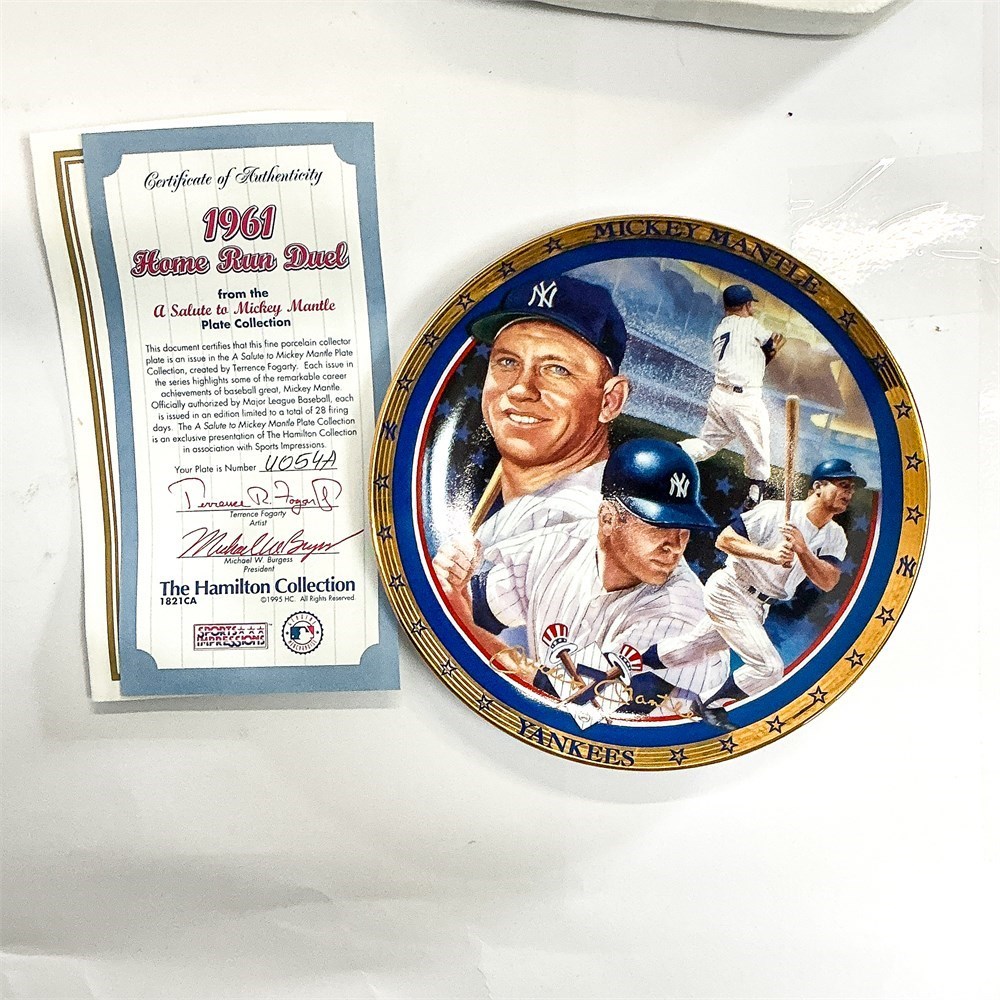 Certificate of Authenticity
1961
Home Run Duel
from the
A Salute to Mickey Mantle
Plate Collection
This document certifies that this fine porcelain collector
plate is an issue in the A Salute to Mickey Mantle Plate
Collection, created by Terrence Fogarty. Each issue in
the series highlights some of the remarkable career
achievements of baseball great, Mickey Mantle.
Officially authorized by Major League Baseball, each
is issued in an edition limited to a total of 28 firing
days. The A Salute to Mickey Mantle Plate Collection
is an exclusive presentation of The Hamilton Collection
in association with Sports Impressions.
Your Plate is Number 4054A
Terrence R. Fogarty
Terrence Fogarty
Artist
Michael W. Burgess
President
The Hamilton Collection
1821CA ©1995 HC. All Rights Reserved.
SPORTS
IMPRESSIONS™
MICKEY MANTLE
NY
7
NY
NY
Mickey Mantle
YANKEES